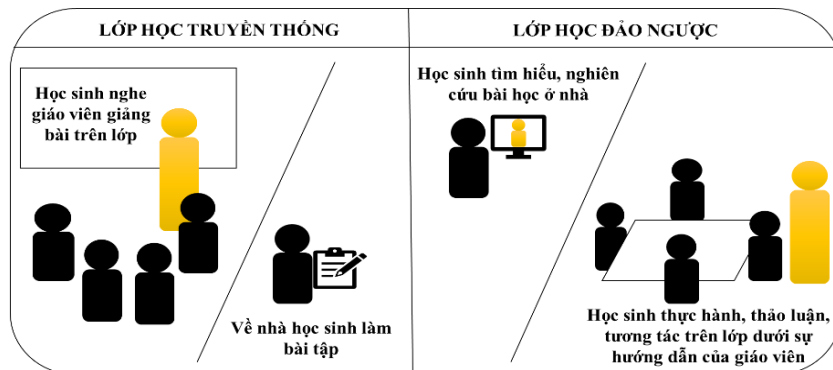 LỚP HỌC TRUYỀN THỐNG
Học sinh nghe
giáo viên giảng
bài trên lớp
Về nhà học sinh làm
bài tập
LỚP HỌC ĐẢO NGƯỢC
Học sinh tìm hiểu, nghiên
cứu bài học ở nhà
Học sinh thực hành, thảo luận,
tương tác trên lớp dưới sự
hướng dẫn của giáo viên